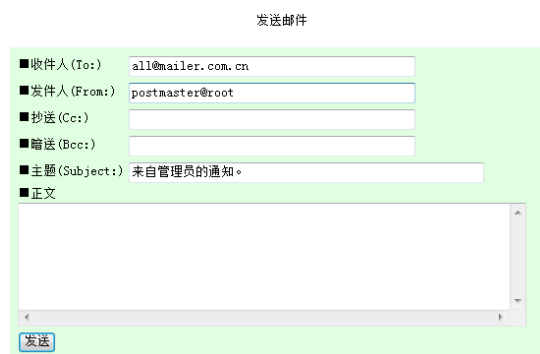 发送邮件
■收件人(To:) all@mailer.com.cn
■发件人(From:) postmaster@root
■抄送(Cc:)
■暗送(Bcc:)
■主题(Subject:) 来自管理员的通知。
■正文
发送